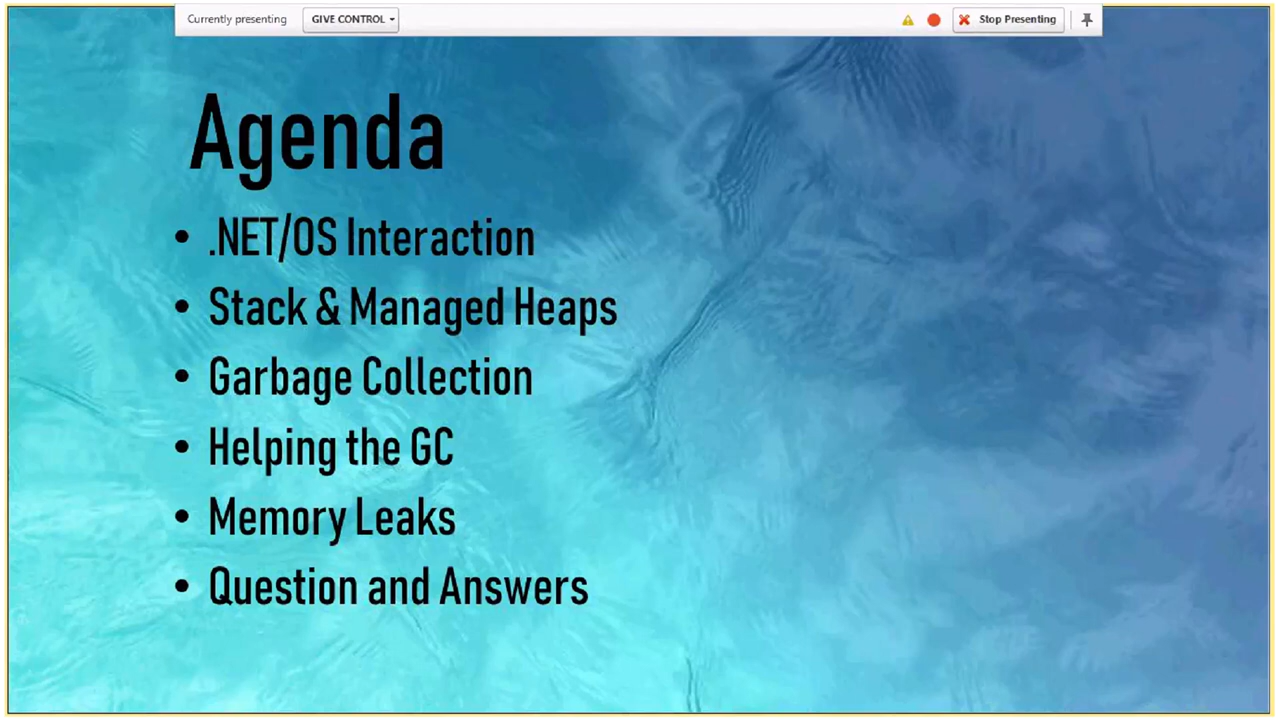 Currently presenting GIVE CONTROL Stop Presenting
Agenda
• .NET/OS Interaction
• Stack & Managed Heaps
• Garbage Collection
• Helping the GC
• Memory Leaks
• Question and Answers